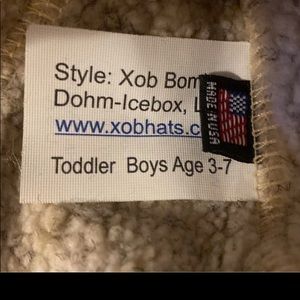 Style: Xob Bom
Dohm-Icebox, L
www.xobhats.c
Toddler Boys Age 3-7
MADE IN USA